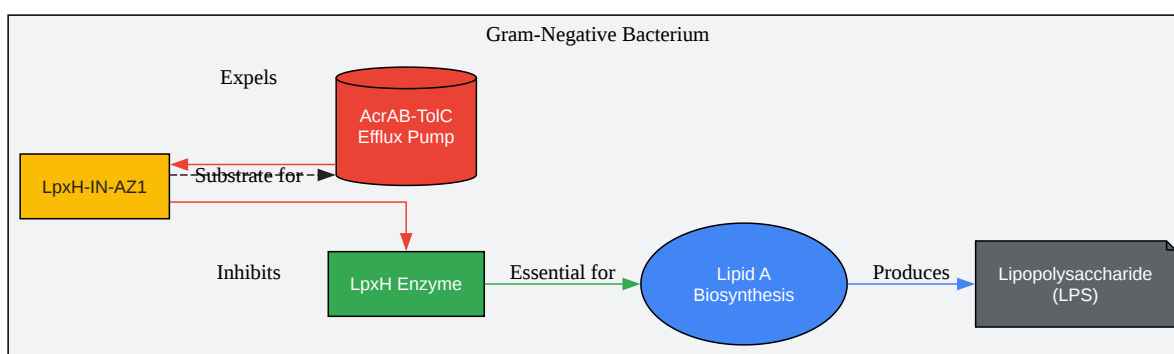 Gram-Negative Bacterium
Expels
AcrAB-TolC
Efflux Pump
LpxH-IN-AZ1
Substrate for
Inhibits
LpxH Enzyme
Essential for
Lipid A
Biosynthesis
Produces
Lipopolysaccharide
(LPS)